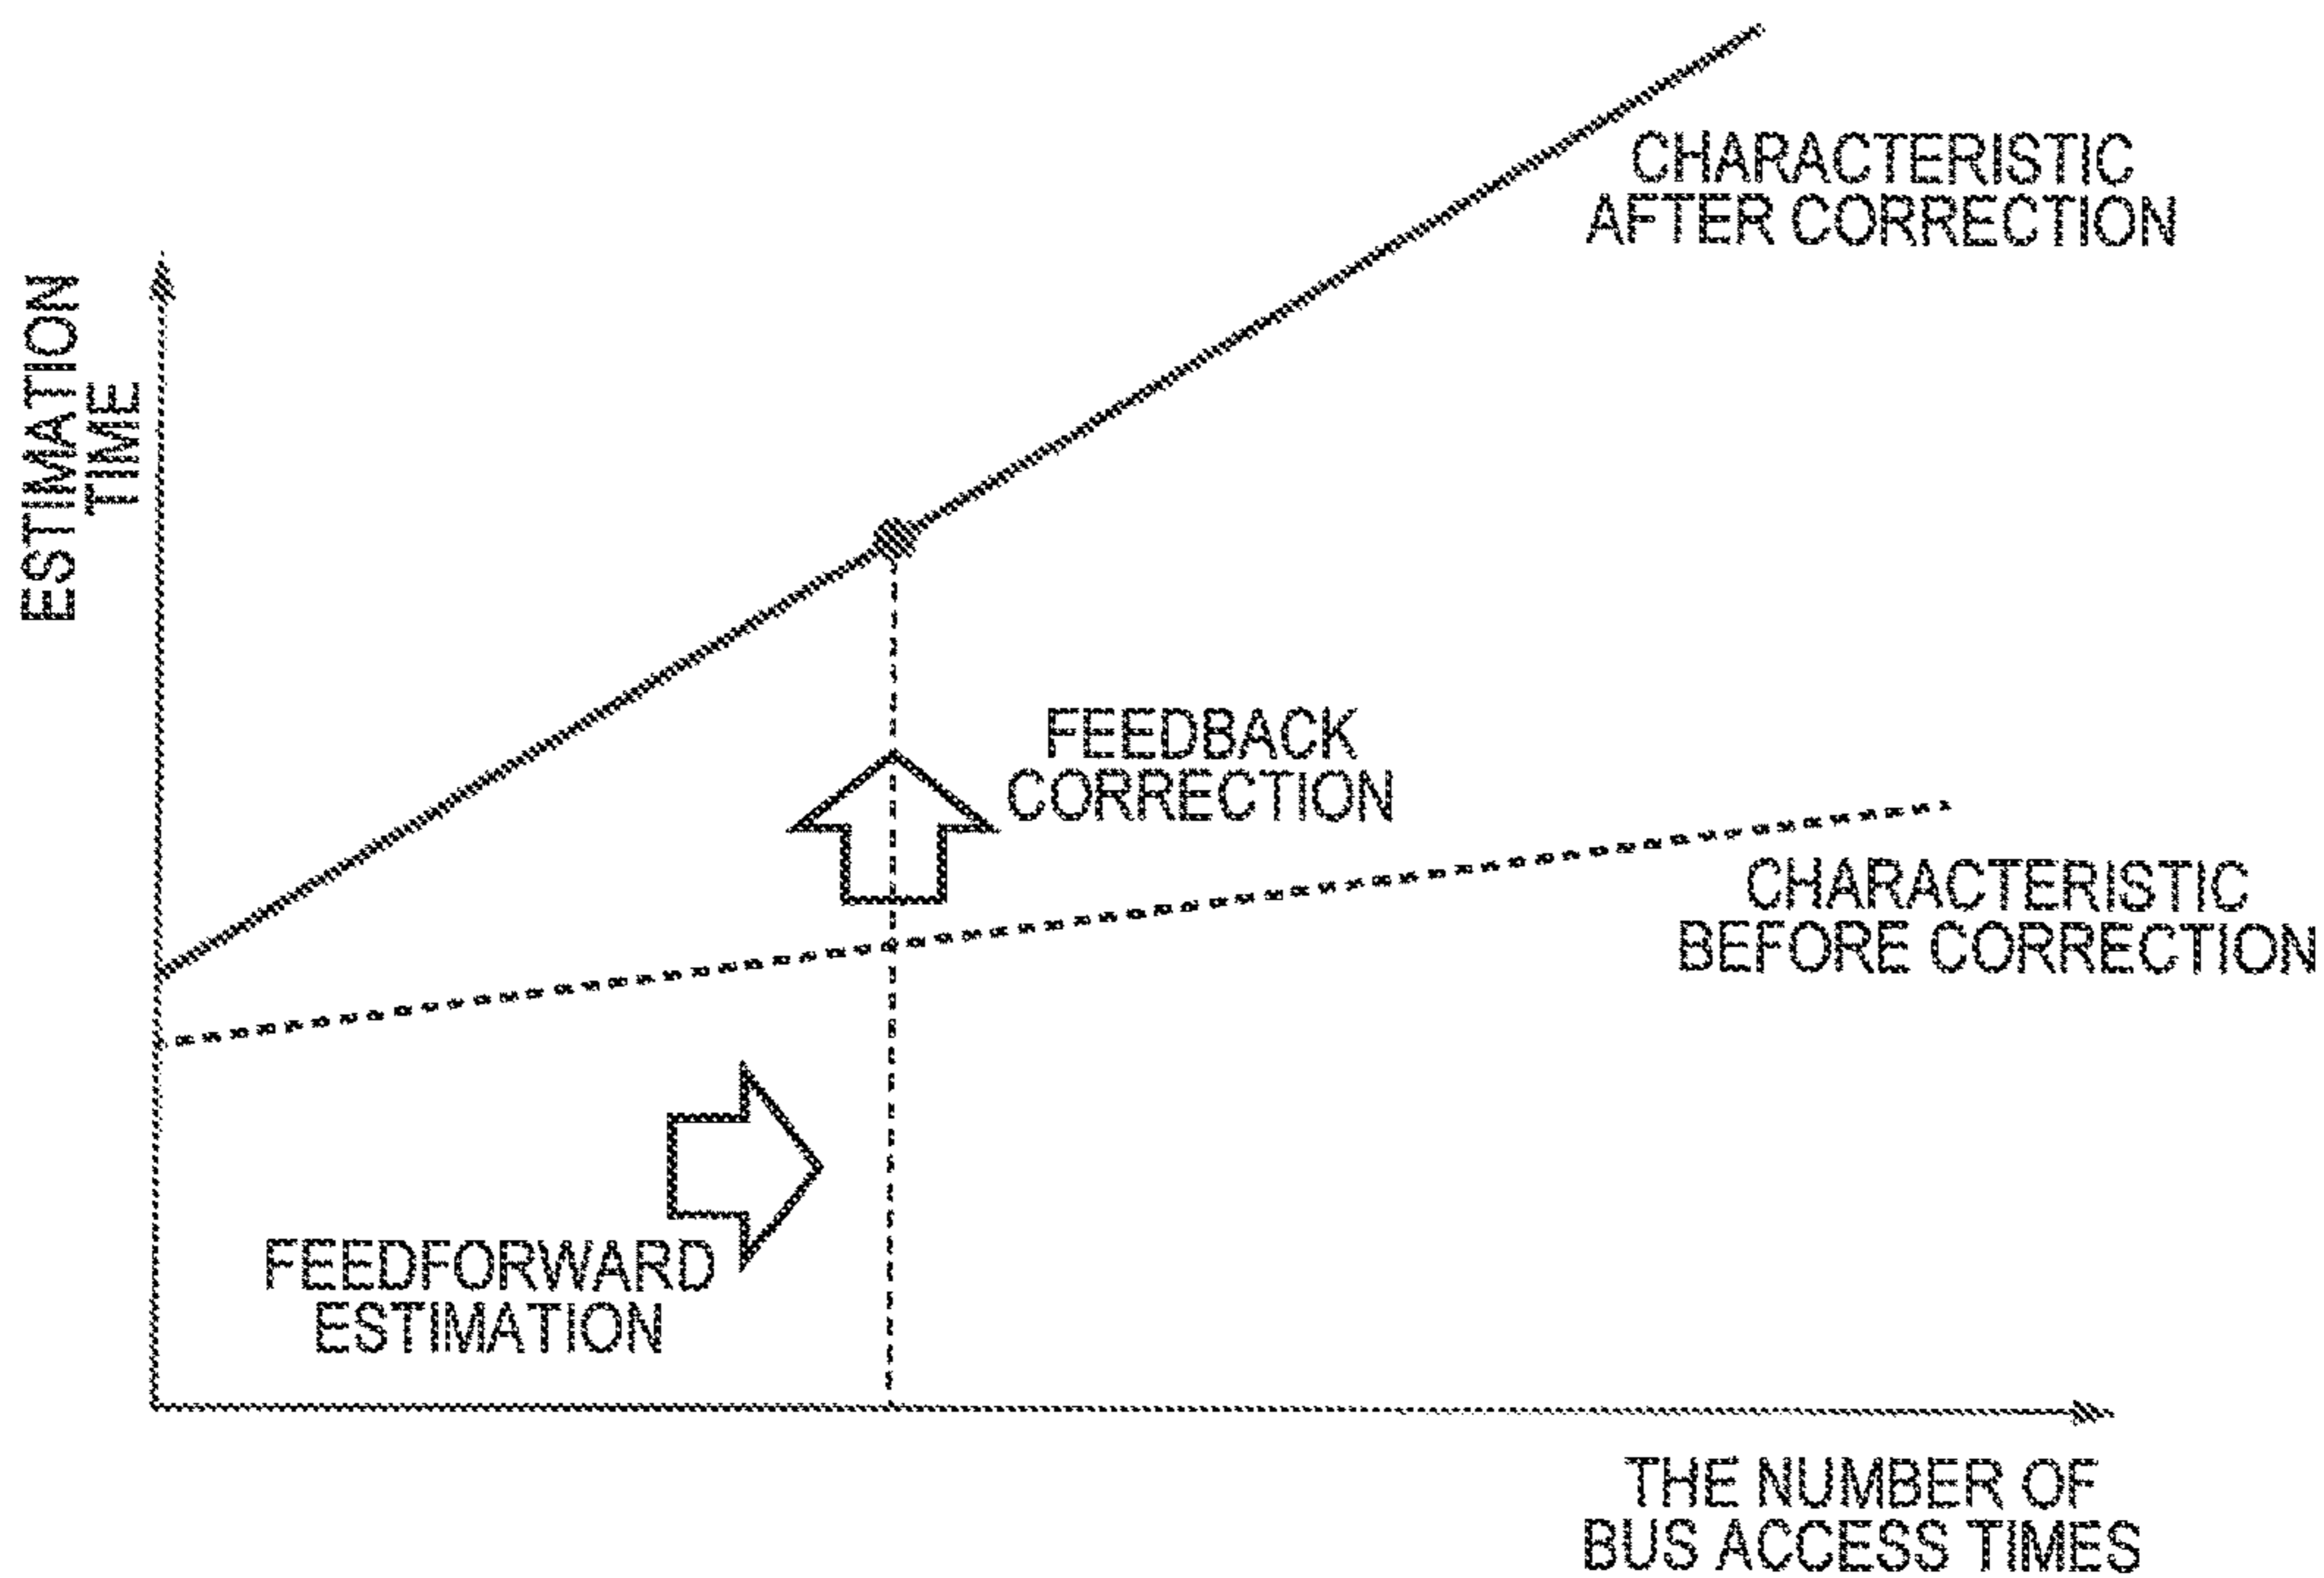 CHARACTERISTIC
AFTER CORRECTION
ESTIMATION
TIME
FEEDBACK
CORRECTION
CHARACTERISTIC
BEFORE CORRECTION
FEEDFORWARD
ESTIMATION
THE NUMBER OF
BUS ACCESS TIMES